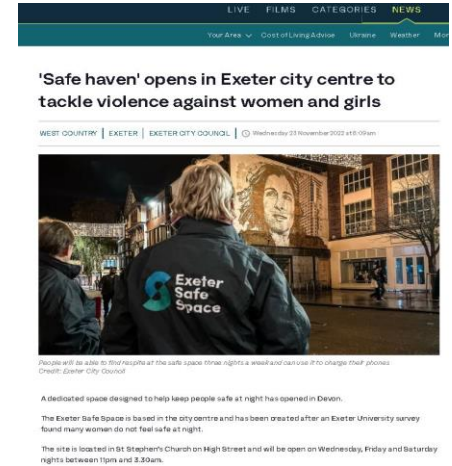 LIVE FILMS CATEGORIES NEWS
Your Area Cost of Living Advice Ukraine Weather Mor
'Safe haven' opens in Exeter city centre to
tackle violence against women and girls
WEST COUNTRY | EXETER | EXETER CITY COUNCIL | Wednesday 23 November 2022 at 6:09am
Exeter
Safe
Space
People will be able to find respite at the safe space three nights a week and can use it to charge their phones
Credit: Exeter City Council
A dedicated space designed to help keep people safe at night has opened in Devon.
The Exeter Safe Space is based in the city centre and has been created after an Exeter University survey
found many women do not feel safe at night.
The site is located in St Stephen's Church on High Street and will be open on Wednesday, Friday and Saturday
nights between 11pm and 3.30am.